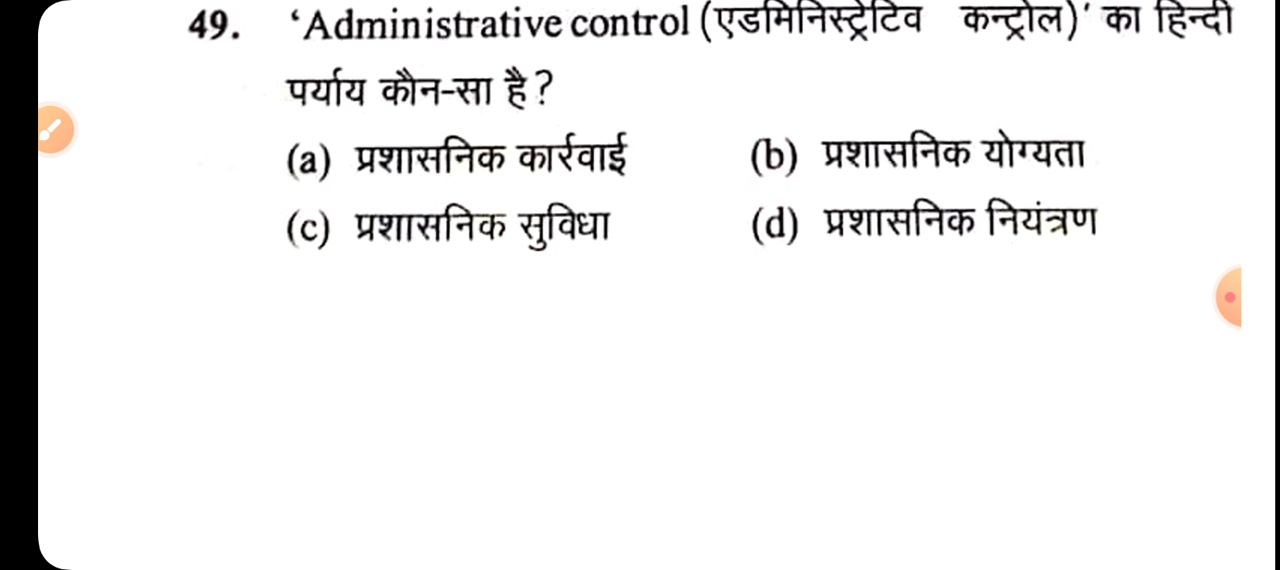 49. ‘Administrative control (एडमिनिस्ट्रेटिव कन्ट्रोल)’ का हिन्दी
पर्याय कौन-सा है?
(a) प्रशासनिक कार्रवाई (b) प्रशासनिक योग्यता
(c) प्रशासनिक सुविधा (d) प्रशासनिक नियंत्रण